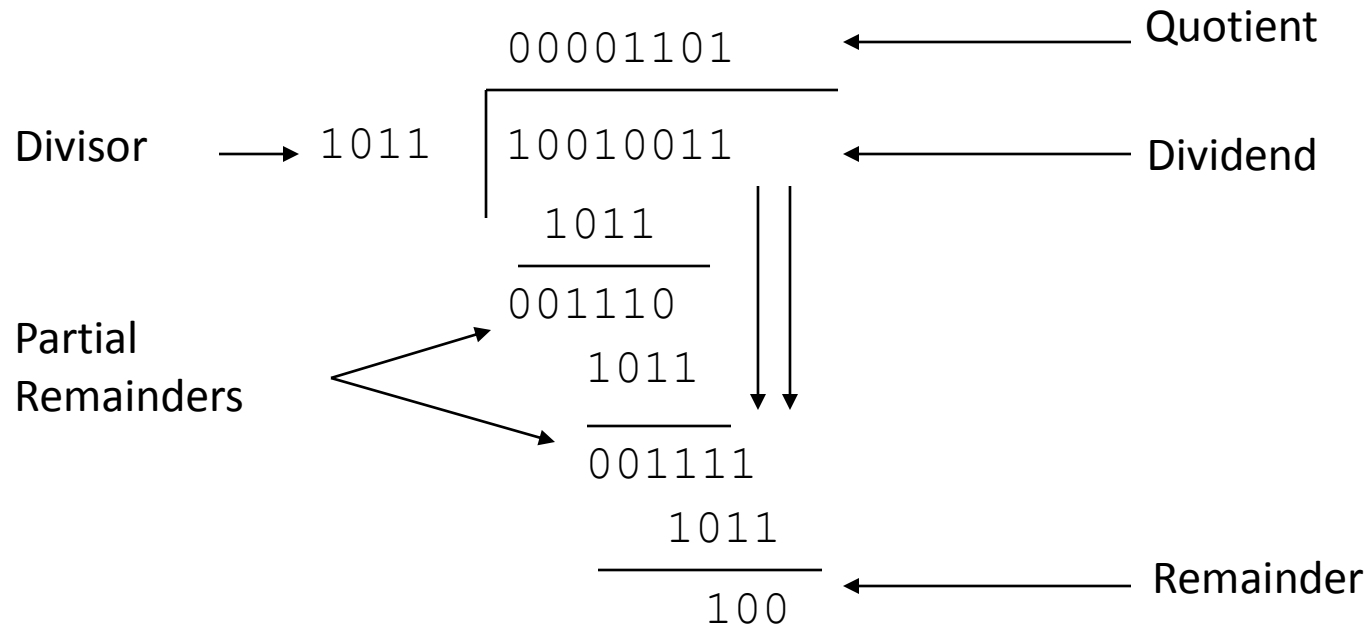 00001101
Quotient
Divisor
1011
10010011
Dividend
1011
001110
Partial
Remainders
1011
001111
1011
Remainder
100